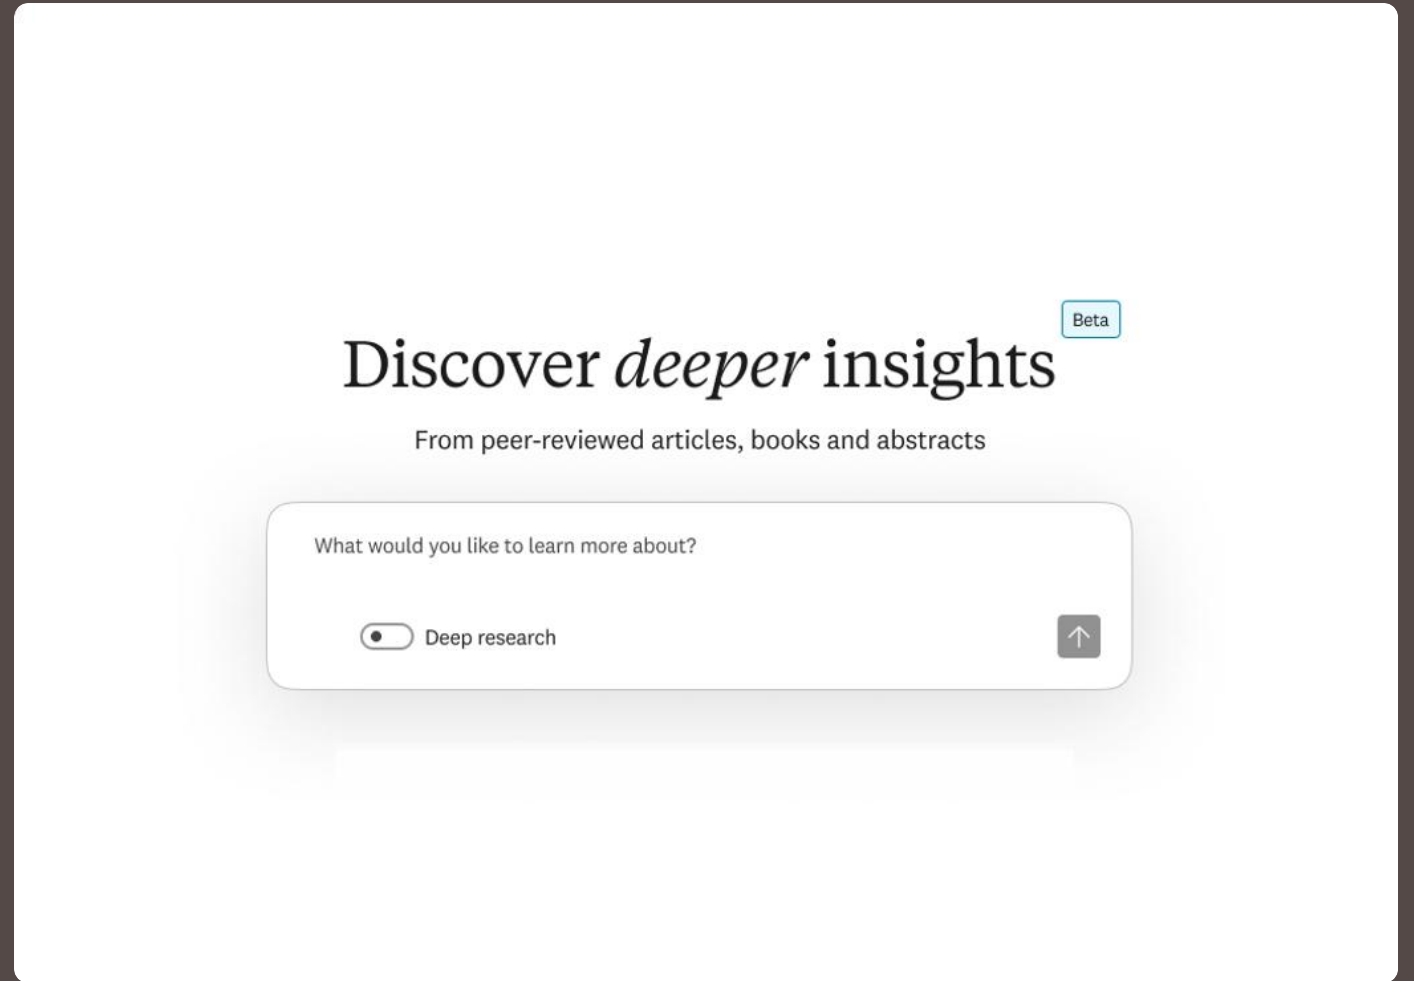 Beta
Discover deeper insights
From peer-reviewed articles, books and abstracts
What would you like to learn more about?
Deep research